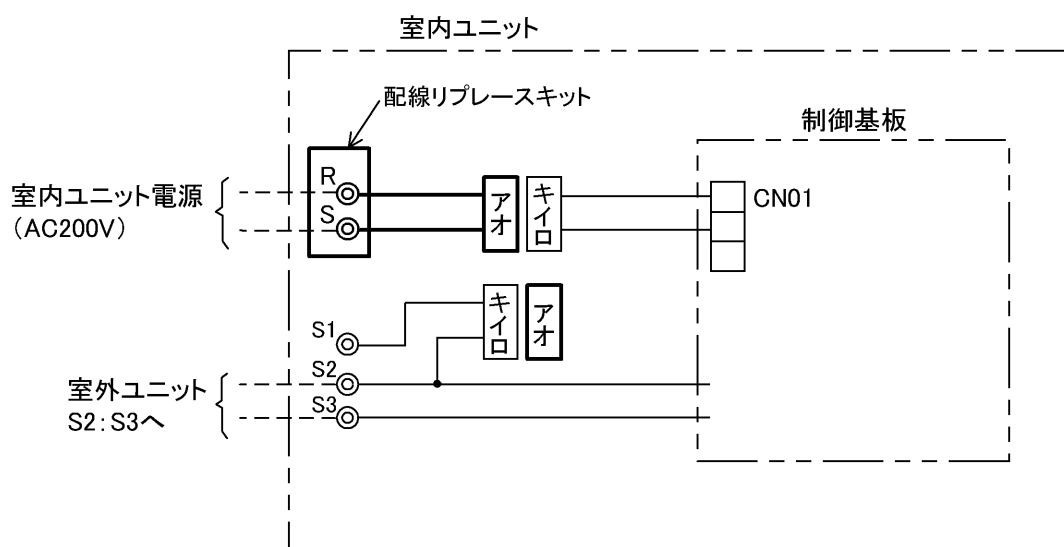 室内ユニット
配線リプレースキット
制御基板
室内ユニット電源
(AC200V)
R
S
アオ
キイロ
CN01
S1
キイロ
アオ
S2
S3
室外ユニット
S2:S3へ